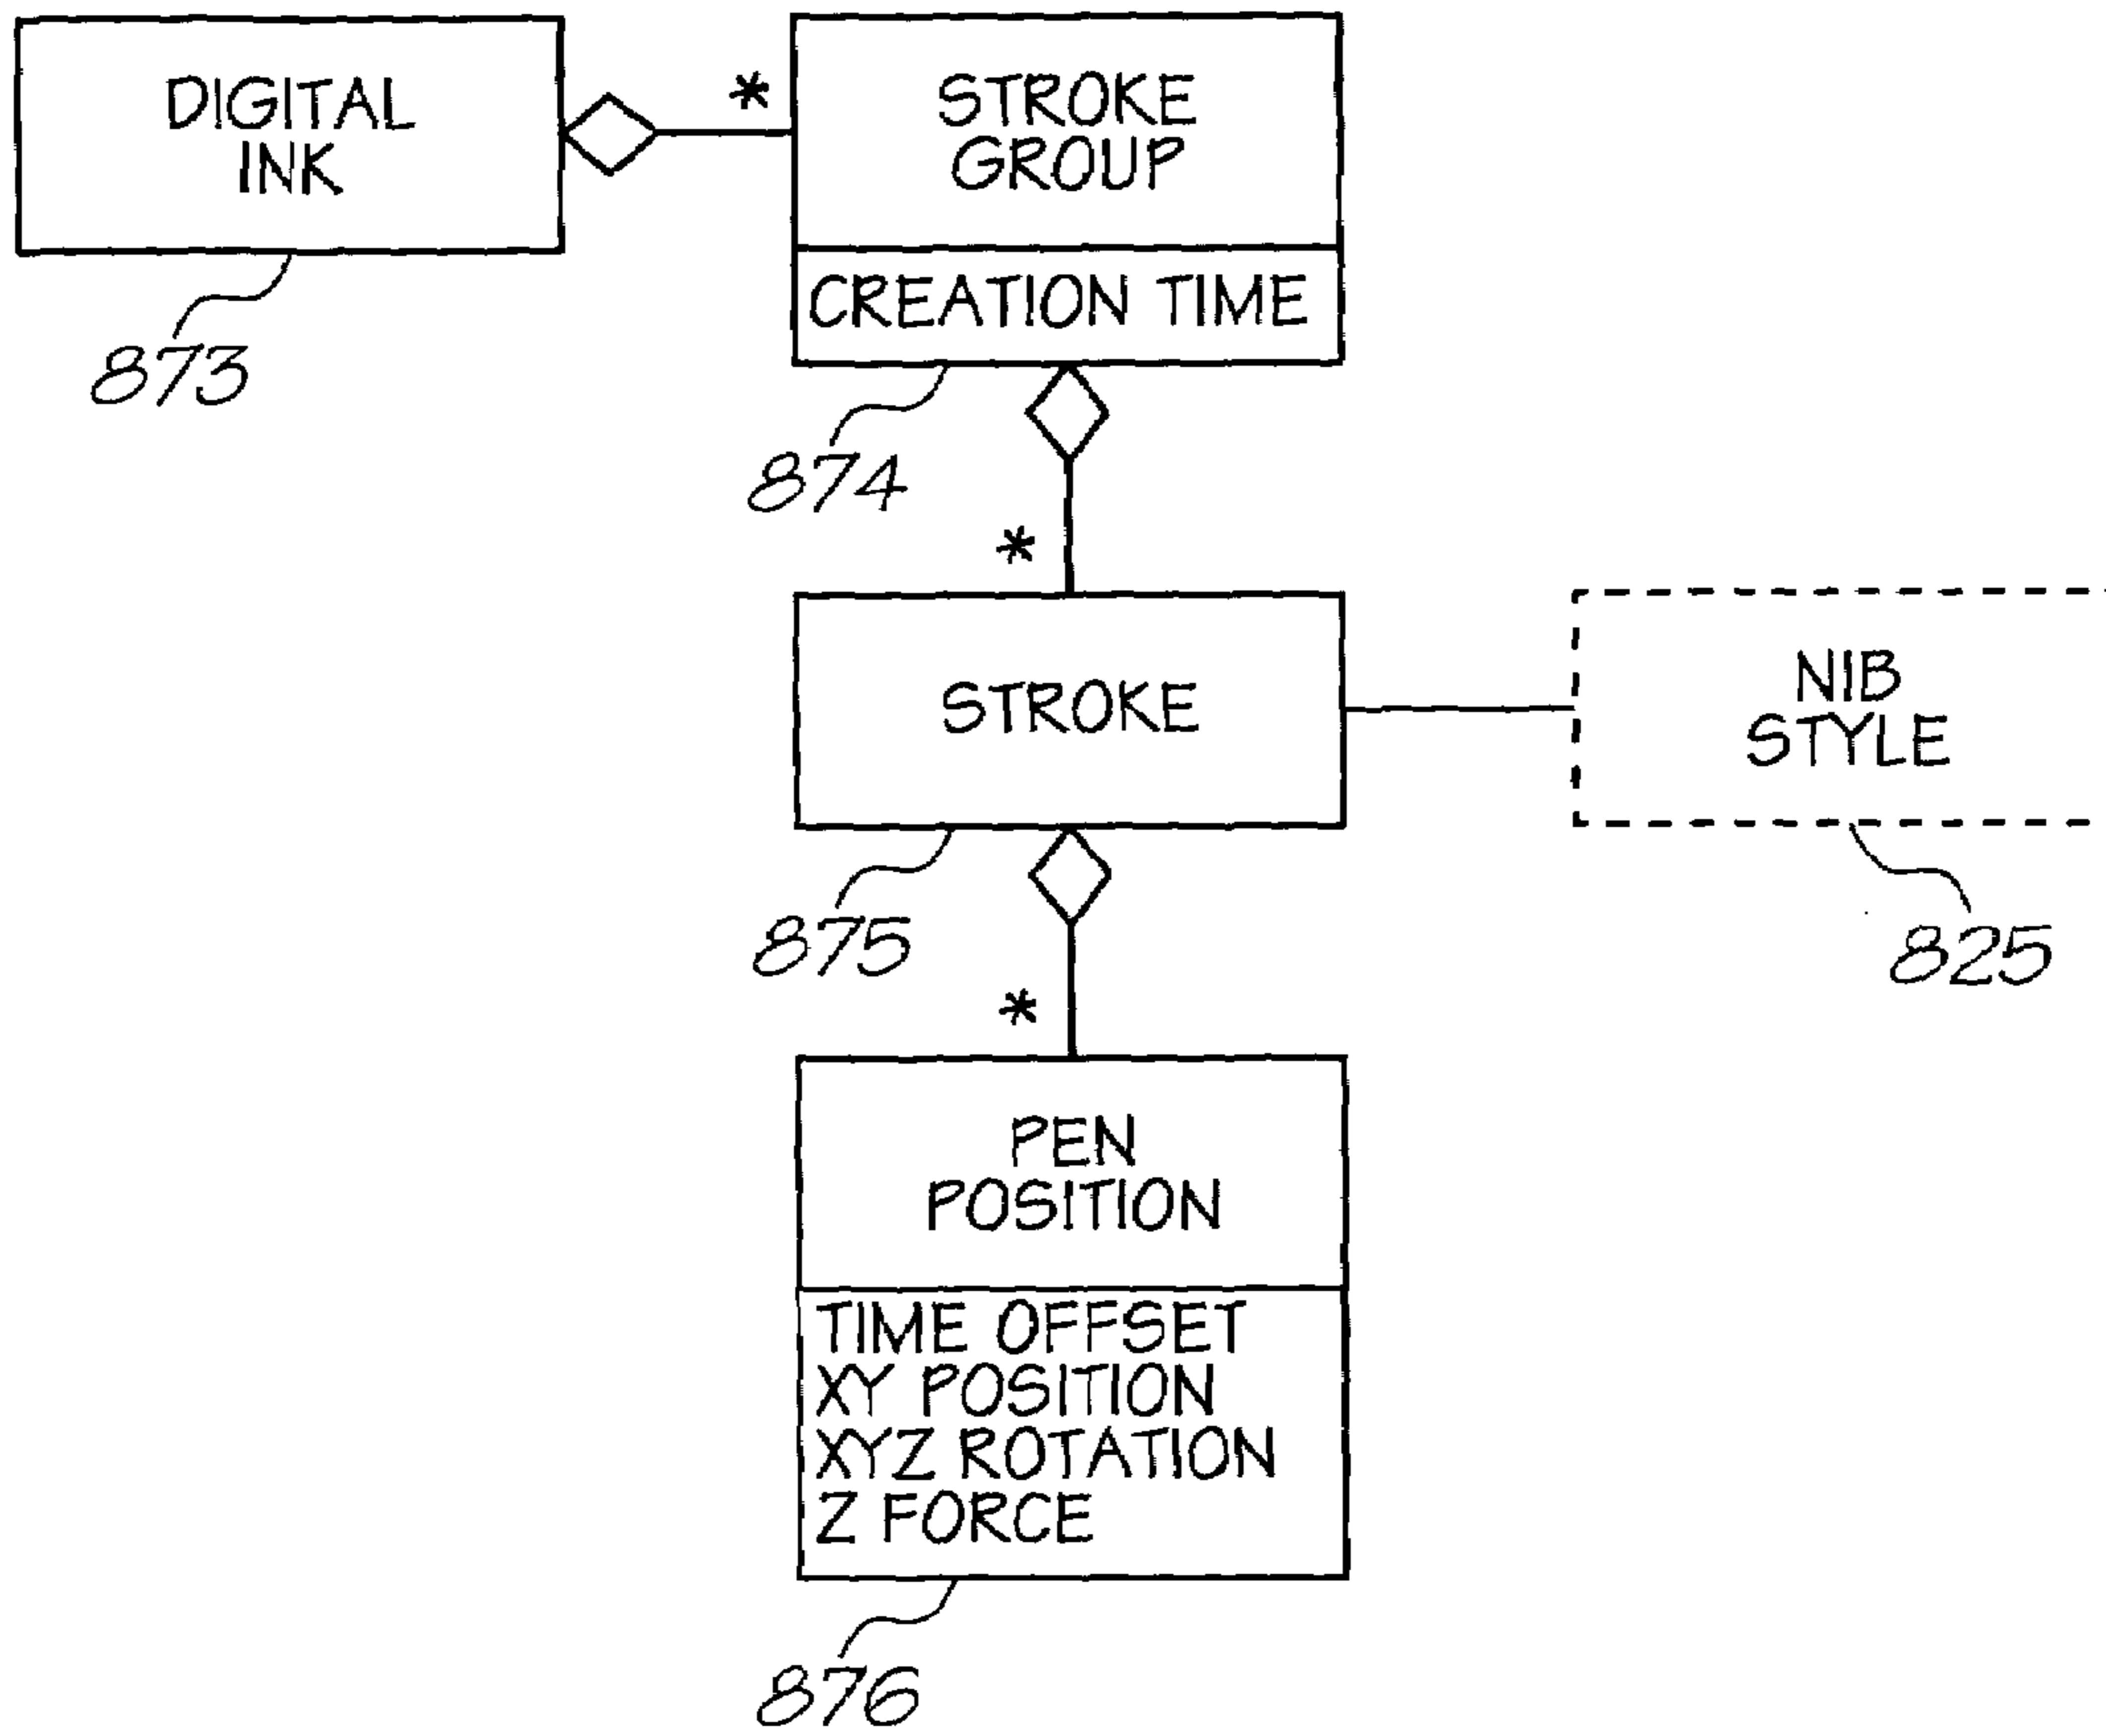 DIGITAL
INK
*
STROKE
GROUP
CREATION TIME
873
874
*
STROKE
NIB
STYLE
875
825
*
PEN
POSITION
TIME OFFSET
XY POSITION
XYZ ROTATION
Z FORCE
876